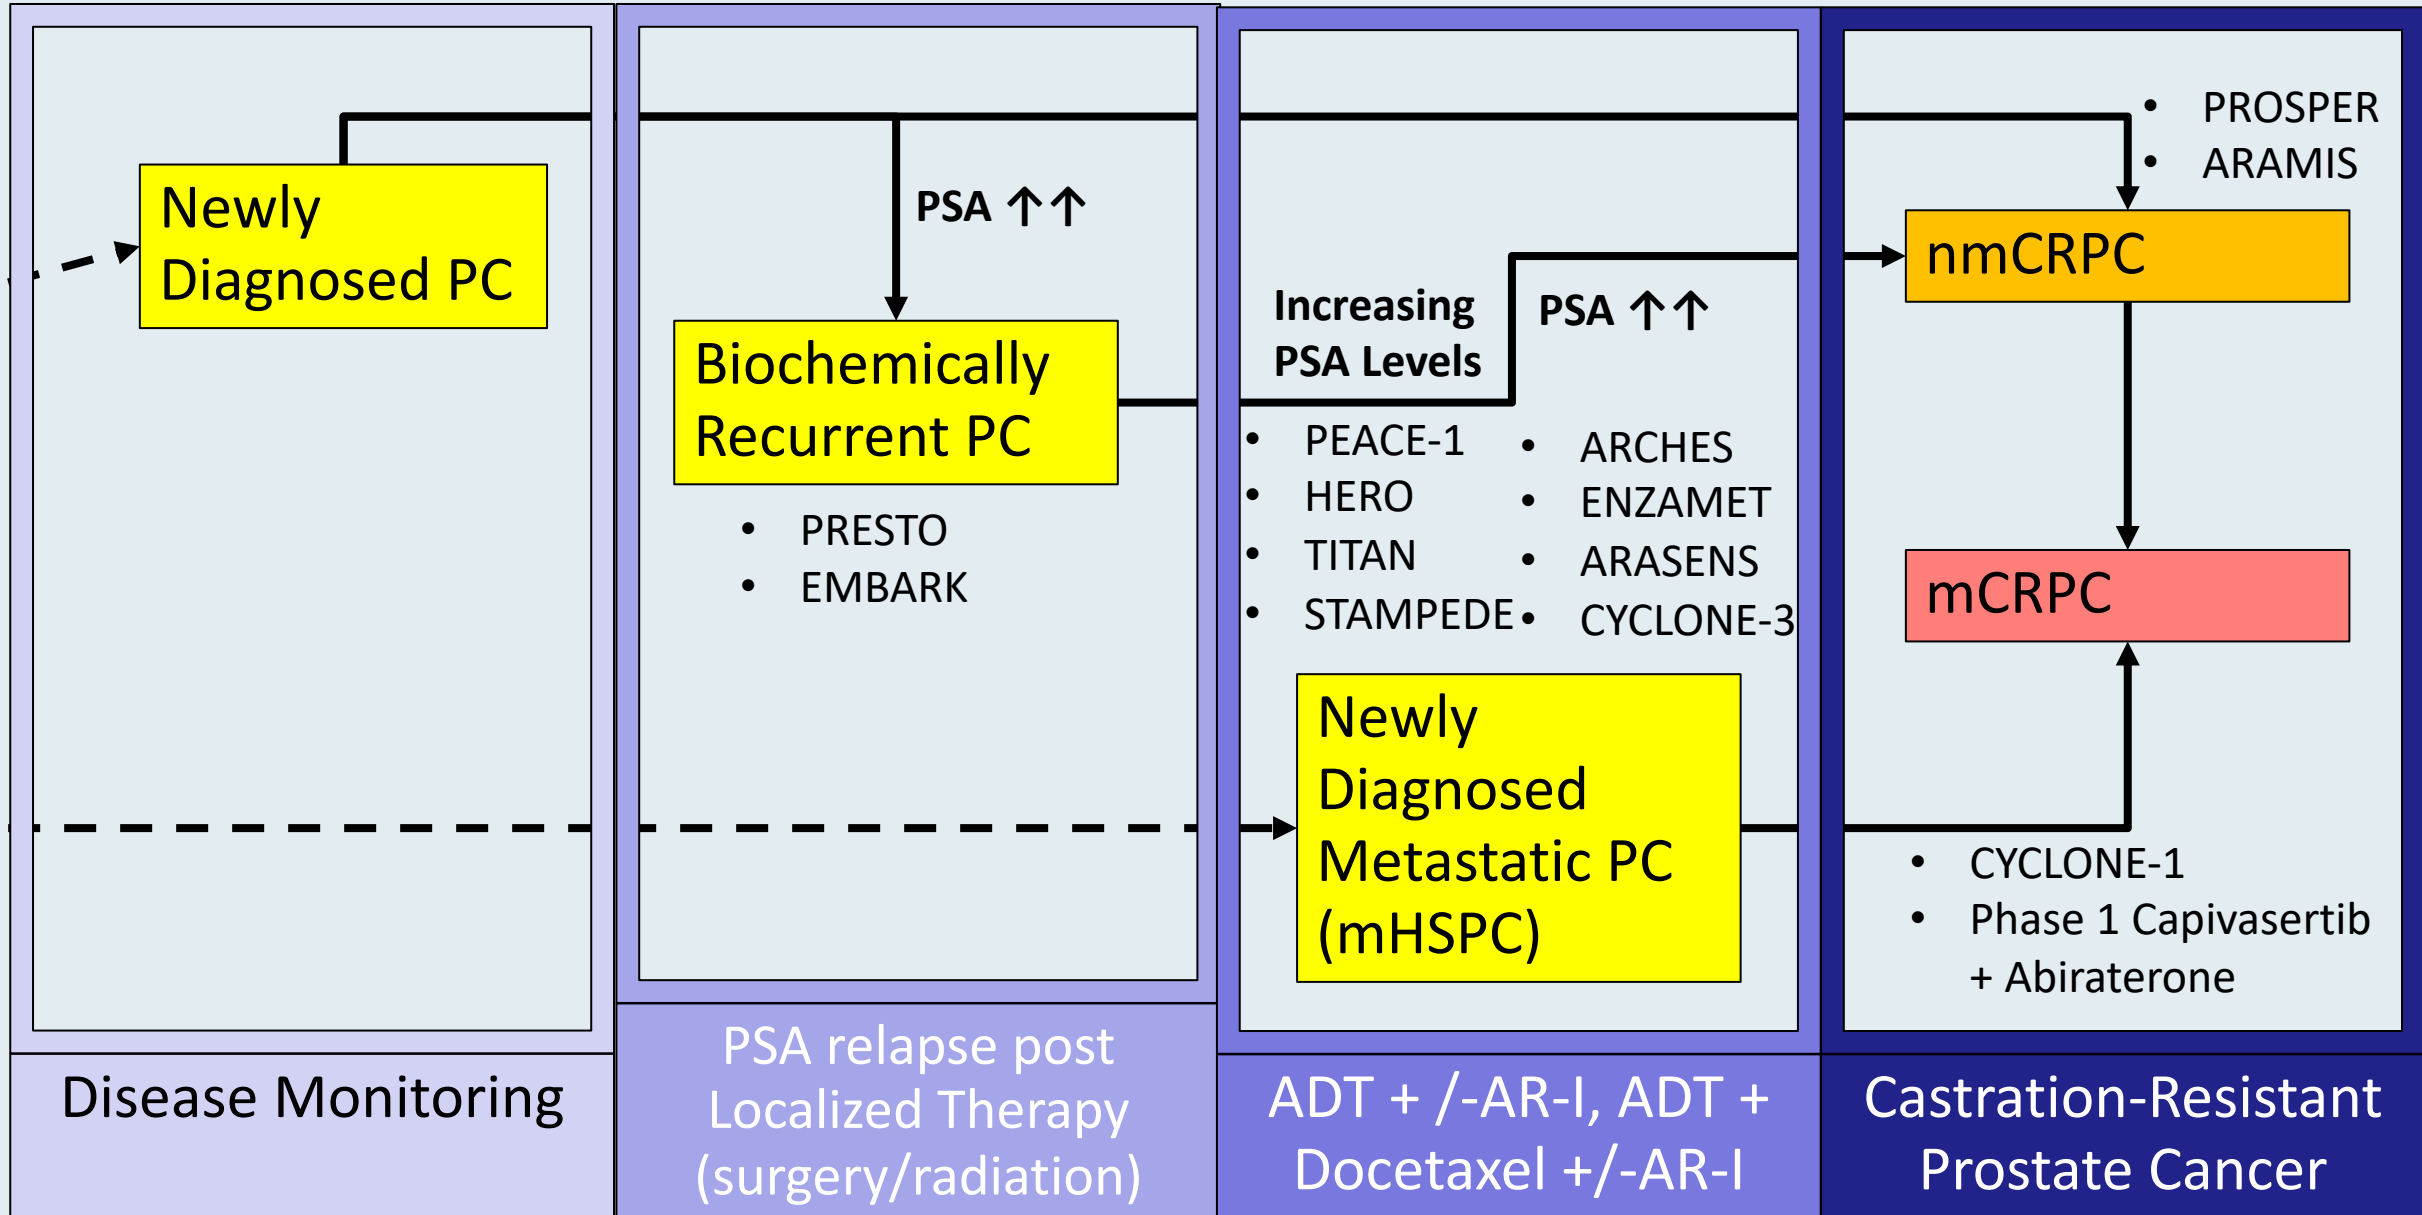 Newly
Diagnosed PC
PSA ↑↑
Biochemically
Recurrent PC
• PRESTO
• EMBARK
Increasing
PSA Levels
PSA ↑↑
• PEACE-1
• HERO
• TITAN
• STAMPEDE
• ARCHES
• ENZAMET
• ARASENS
• CYCLONE-3
Newly
Diagnosed
Metastatic PC
(mHSPC)
• PROSPER
• ARAMIS
nmCRPC
mCRPC
• CYCLONE-1
• Phase 1 Capivasertib
+ Abiraterone
Disease Monitoring
PSA relapse post
Localized Therapy
(surgery/radiation)
ADT + /-AR-I, ADT +
Docetaxel +/-AR-I
Castration-Resistant
Prostate Cancer